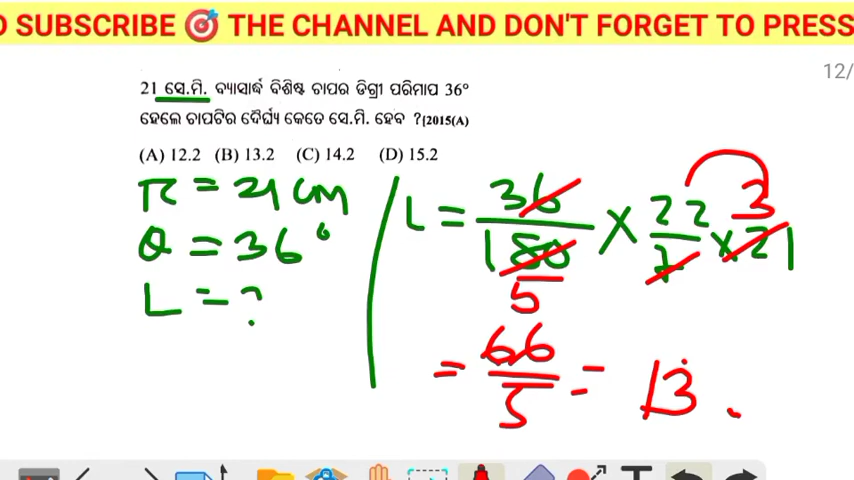 D SUBSCRIBE 🎯 THE CHANNEL AND DON'T FORGET TO PRESS
12/
21 ସେ.ମି. ବ୍ୟାସାର୍ଦ୍ଧ ବିଶିଷ୍ଟ ଚାପର ଡିଗ୍ରୀ ପରିମାପ 36°
ହେଲେ ଚାପଟିର ଦୈର୍ଘ୍ୟ କେତେ ସେ.ମି. ହେବ ?[2015(A)
(A) 12.2 (B) 13.2 (C) 14.2 (D) 15.2
r = 21 cm
θ = 36°
L = ?
L = 36/180 × 22/7 × 21
3
5
= 66/5 = 13.